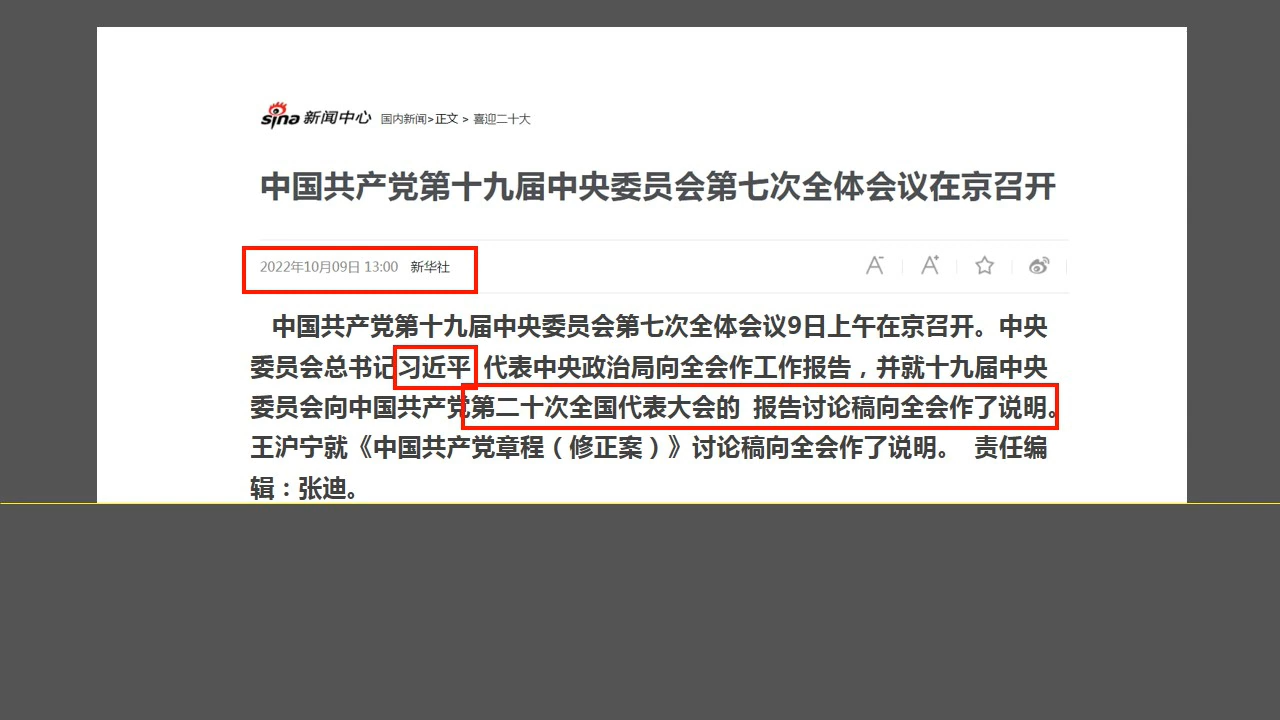 sina 新闻中心 国内新闻>正文 > 喜迎二十大
中国共产党第十九届中央委员会第七次全体会议在京召开
2022年10月09日 13:00 新华社
A- A+
中国共产党第十九届中央委员会第七次全体会议9日上午在京召开。中央
委员会总书记习近平 代表中央政治局向全会作工作报告，并就十九届中央
委员会向中国共产党第二十次全国代表大会的 报告讨论稿向全会作了说明。
王沪宁就《中国共产党章程（修正案）》讨论稿向全会作了说明。 责任编
辑：张迪。